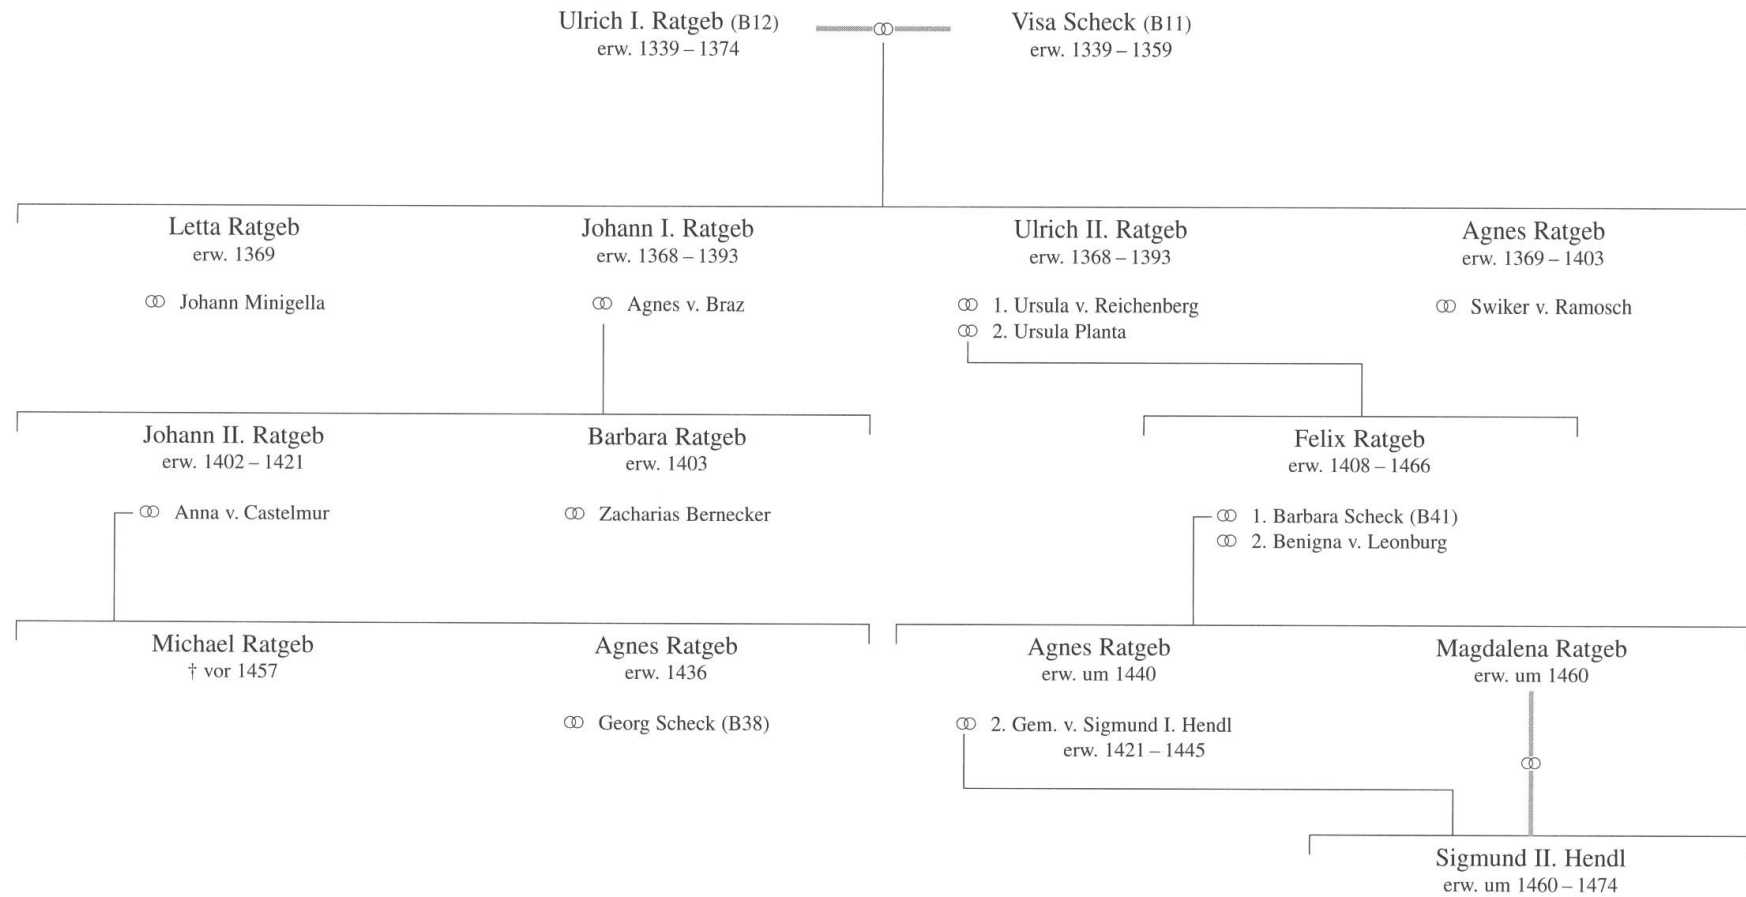 Ulrich I. Ratgeb (B12)
erw. 1339 – 1374
Visa Scheck (B11)
erw. 1339 – 1359
Letta Ratgeb
erw. 1369
Johann Minigella
Johann I. Ratgeb
erw. 1368 – 1393
Agnes v. Braz
Ulrich II. Ratgeb
erw. 1368 – 1393
1. Ursula v. Reichenberg
2. Ursula Planta
Agnes Ratgeb
erw. 1369 – 1403
Swiker v. Ramosch
Johann II. Ratgeb
erw. 1402 – 1421
Anna v. Castelmur
Barbara Ratgeb
erw. 1403
Zacharias Bernecker
Felix Ratgeb
erw. 1408 – 1466
1. Barbara Scheck (B41)
2. Benigna v. Leonburg
Michael Ratgeb
† vor 1457
Agnes Ratgeb
erw. 1436
Georg Scheck (B38)
Agnes Ratgeb
erw. um 1440
2. Gem. v. Sigmund I. Hendl
erw. 1421 – 1445
Magdalena Ratgeb
erw. um 1460
Sigmund II. Hendl
erw. um 1460 – 1474